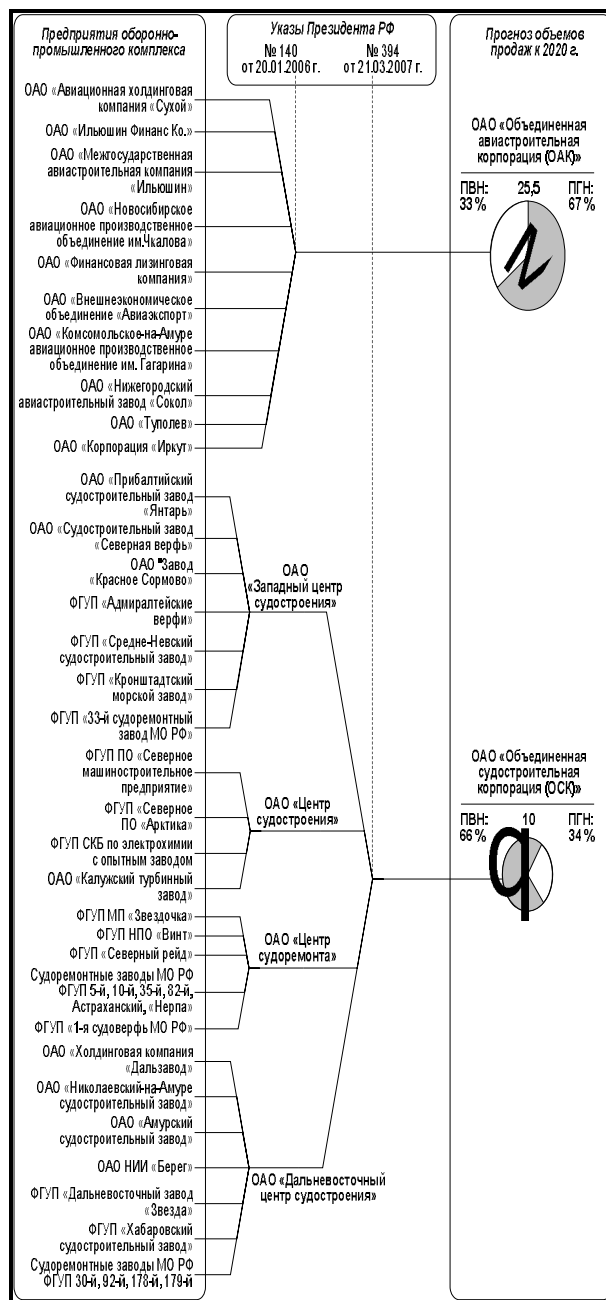 Предприятия оборонно-
промышленного комплекса
Указы Президента РФ
№ 140
от 20.01.2006 г.
№ 394
от 21.03.2007 г.
Прогноз объемов
продаж к 2020 г.
ОАО «Авиационная холдинговая
компания «Сухой»
ОАО «Ильюшин Финанс Ко.»
ОАО «Межгосударственная
авиастроительная компания
«Ильюшин»
ОАО «Новосибирское
авиационное производственное
объединение им.Чкалова»
ОАО «Финансовая лизинговая
компания»
ОАО «Внешнеэкономическое
объединение «Авиаэкспорт»
ОАО «Комсомольское-на-Амуре
авиационное производственное
объединение им. Гагарина»
ОАО «Нижегородский
авиастроительный завод «Сокол»
ОАО «Туполев»
ОАО «Корпорация «Иркут»
ОАО «Объединенная
авиастроительная
корпорация (ОАК)»
ПВН:
33 %
25,5
ПГН:
67 %
ОАО «Прибалтийский
судостроительный завод
«Янтарь»
ОАО «Судостроительный завод
«Северная верфь»
ОАО "Завод
«Красное Сормово»
ФГУП «Адмиралтейские
верфи»
ФГУП «Средне-Невский
судостроительный завод»
ФГУП «Кронштадтский
морской завод»
ФГУП «33-й судоремонтный
завод МО РФ»
ОАО
«Западный центр
судостроения»
ФГУП ПО «Северное
машиностроительное
предприятие»
ФГУП «Северное
ПО «Арктика»
ФГУП СКБ по электрохимии
с опытным заводом
ОАО «Калужский турбинный
завод»
ОАО «Центр
судостроения»
ОАО «Объединенная
судостроительная
корпорация (ОСК)»
ПВН:
66 %
10
ПГН:
34 %
ФГУП МП «Звездочка»
ФГУП НПО «Винт»
ФГУП «Северный рейд»
Судоремонтные заводы МО РФ
ФГУП 5-й, 10-й, 35-й, 82-й,
Астраханский, «Нерпа»
ФГУП «1-я судоверфь МО РФ»
ОАО «Центр
судоремонта»
ОАО «Холдинговая компания
«Дальзавод»
ОАО «Николаевский-на-Амуре
судостроительный завод»
ОАО «Амурский
судостроительный завод»
ОАО НИИ «Берег»
ФГУП «Дальневосточный завод
«Звезда»
ФГУП «Хабаровский
судостроительный завод»
Судоремонтные заводы МО РФ
ФГУП 30-й, 92-й, 178-й, 179-й
ОАО «Дальневосточный
центр судостроения»